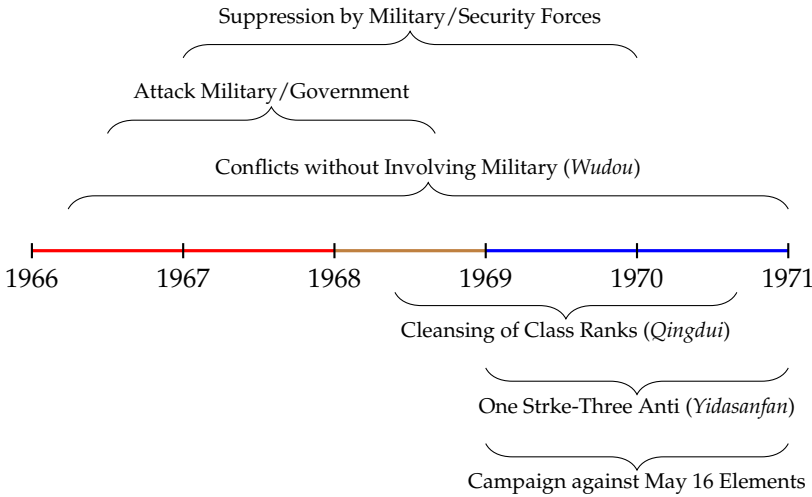 Suppression by Military/Security Forces
Attack Military/Government
Conflicts without Involving Military (Wudou)
1966 1967 1968 1969 1970 1971
Cleansing of Class Ranks (Qingdui)
One Strke-Three Anti (Yidasanfan)
Campaign against May 16 Elements